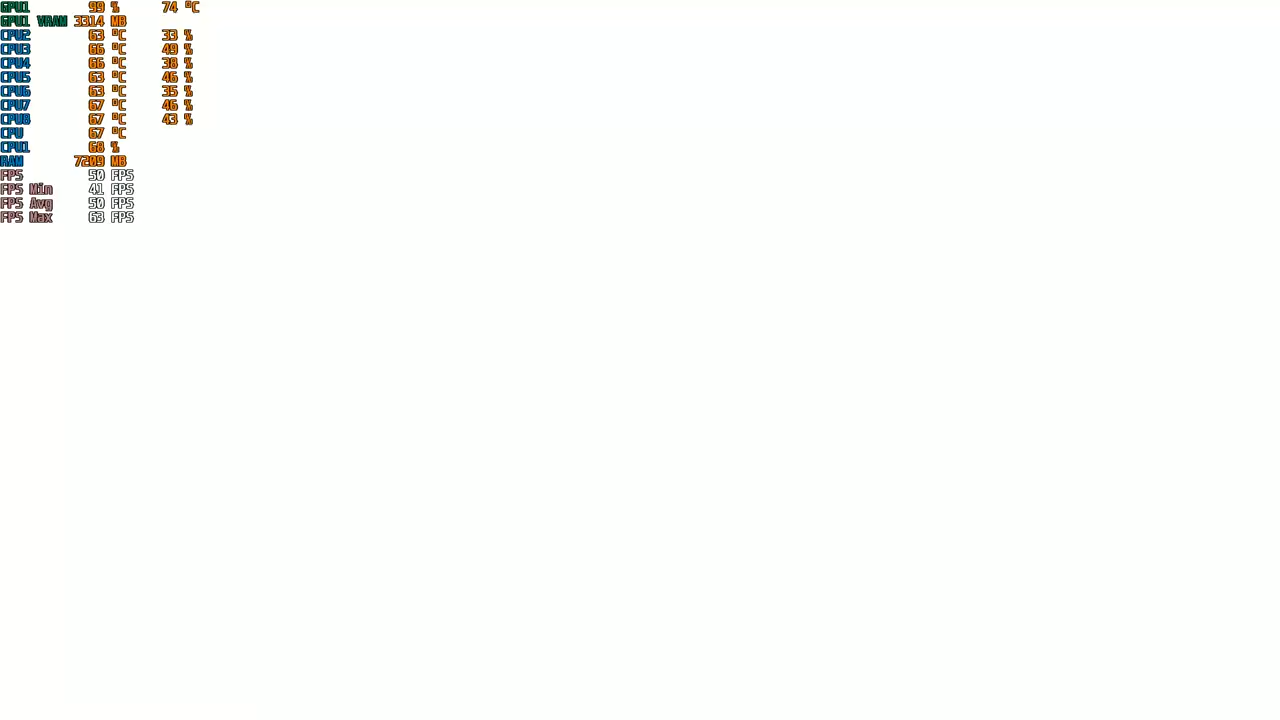 GPU1 99 % 74 °C
GPU1 VRAM 3314 MB
CPU2 63 °C 33 %
CPU3 66 °C 49 %
CPU4 66 °C 38 %
CPU5 63 °C 46 %
CPU6 63 °C 35 %
CPU7 67 °C 46 %
CPU8 67 °C 43 %
CPU 67 °C
CPU1 68 %
RAM 7209 MB
FPS 50 FPS
FPS Min 41 FPS
FPS Avg 50 FPS
FPS Max 63 FPS